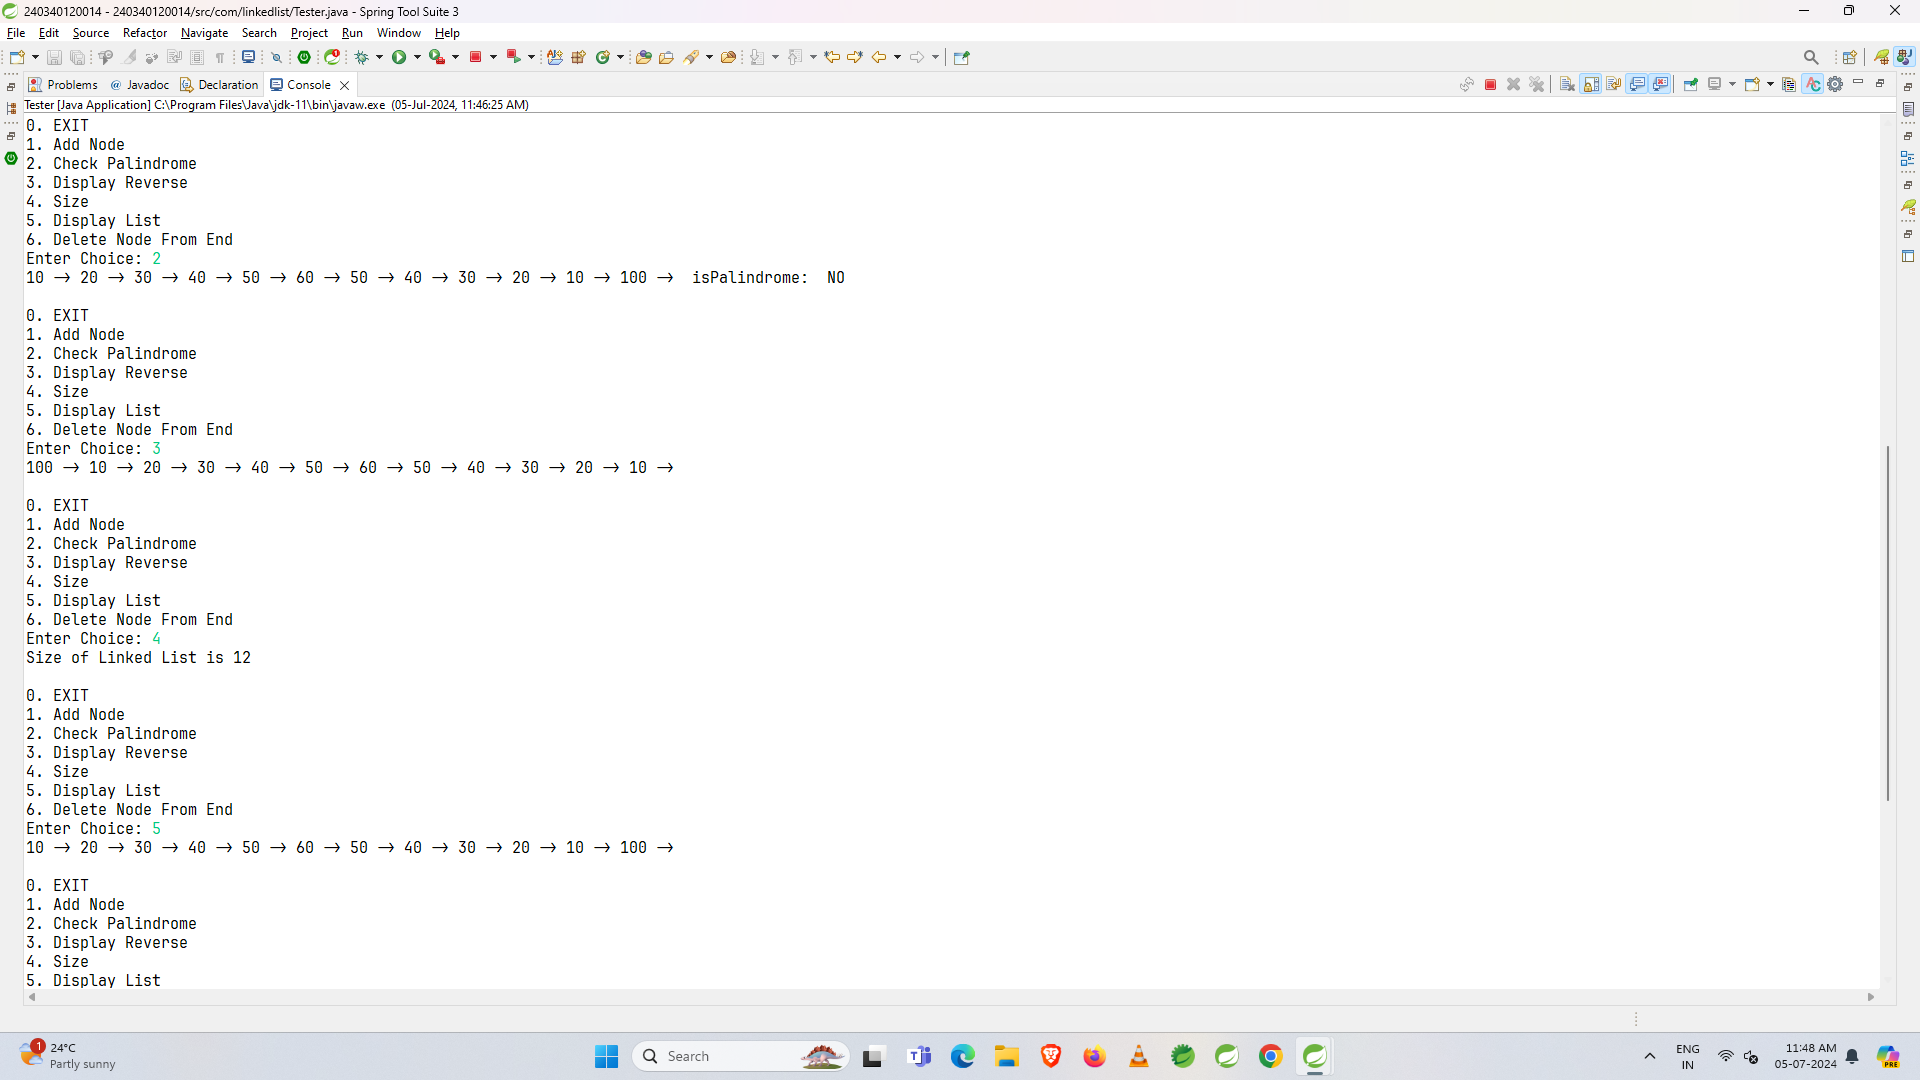 240340120014 - 240340120014/src/com/linkedlist/Tester.java - Spring Tool Suite 3
File Edit Source Refactor Navigate Search Project Run Window Help
Problems @ Javadoc Declaration Console
Tester [Java Application] C:\Program Files\Java\jdk-11\bin\javaw.exe (05-Jul-2024, 11:46:25 AM)
0. EXIT
1. Add Node
2. Check Palindrome
3. Display Reverse
4. Size
5. Display List
6. Delete Node From End
Enter Choice: 2
10 -> 20 -> 30 -> 40 -> 50 -> 60 -> 50 -> 40 -> 30 -> 20 -> 10 -> 100 -> isPalindrome: NO
0. EXIT
1. Add Node
2. Check Palindrome
3. Display Reverse
4. Size
5. Display List
6. Delete Node From End
Enter Choice: 3
100 -> 10 -> 20 -> 30 -> 40 -> 50 -> 60 -> 50 -> 40 -> 30 -> 20 -> 10 ->
0. EXIT
1. Add Node
2. Check Palindrome
3. Display Reverse
4. Size
5. Display List
6. Delete Node From End
Enter Choice: 4
Size of Linked List is 12
0. EXIT
1. Add Node
2. Check Palindrome
3. Display Reverse
4. Size
5. Display List
6. Delete Node From End
Enter Choice: 5
10 -> 20 -> 30 -> 40 -> 50 -> 60 -> 50 -> 40 -> 30 -> 20 -> 10 -> 100 ->
0. EXIT
1. Add Node
2. Check Palindrome
3. Display Reverse
4. Size
5. Display List
1
24°C
Partly sunny
Search
ENG
IN
11:48 AM
05-07-2024
PRE